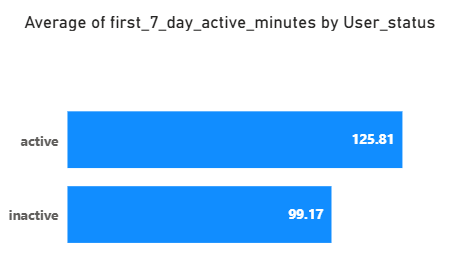 Average of first_7_day_active_minutes by User_status
active
125.81
inactive
99.17